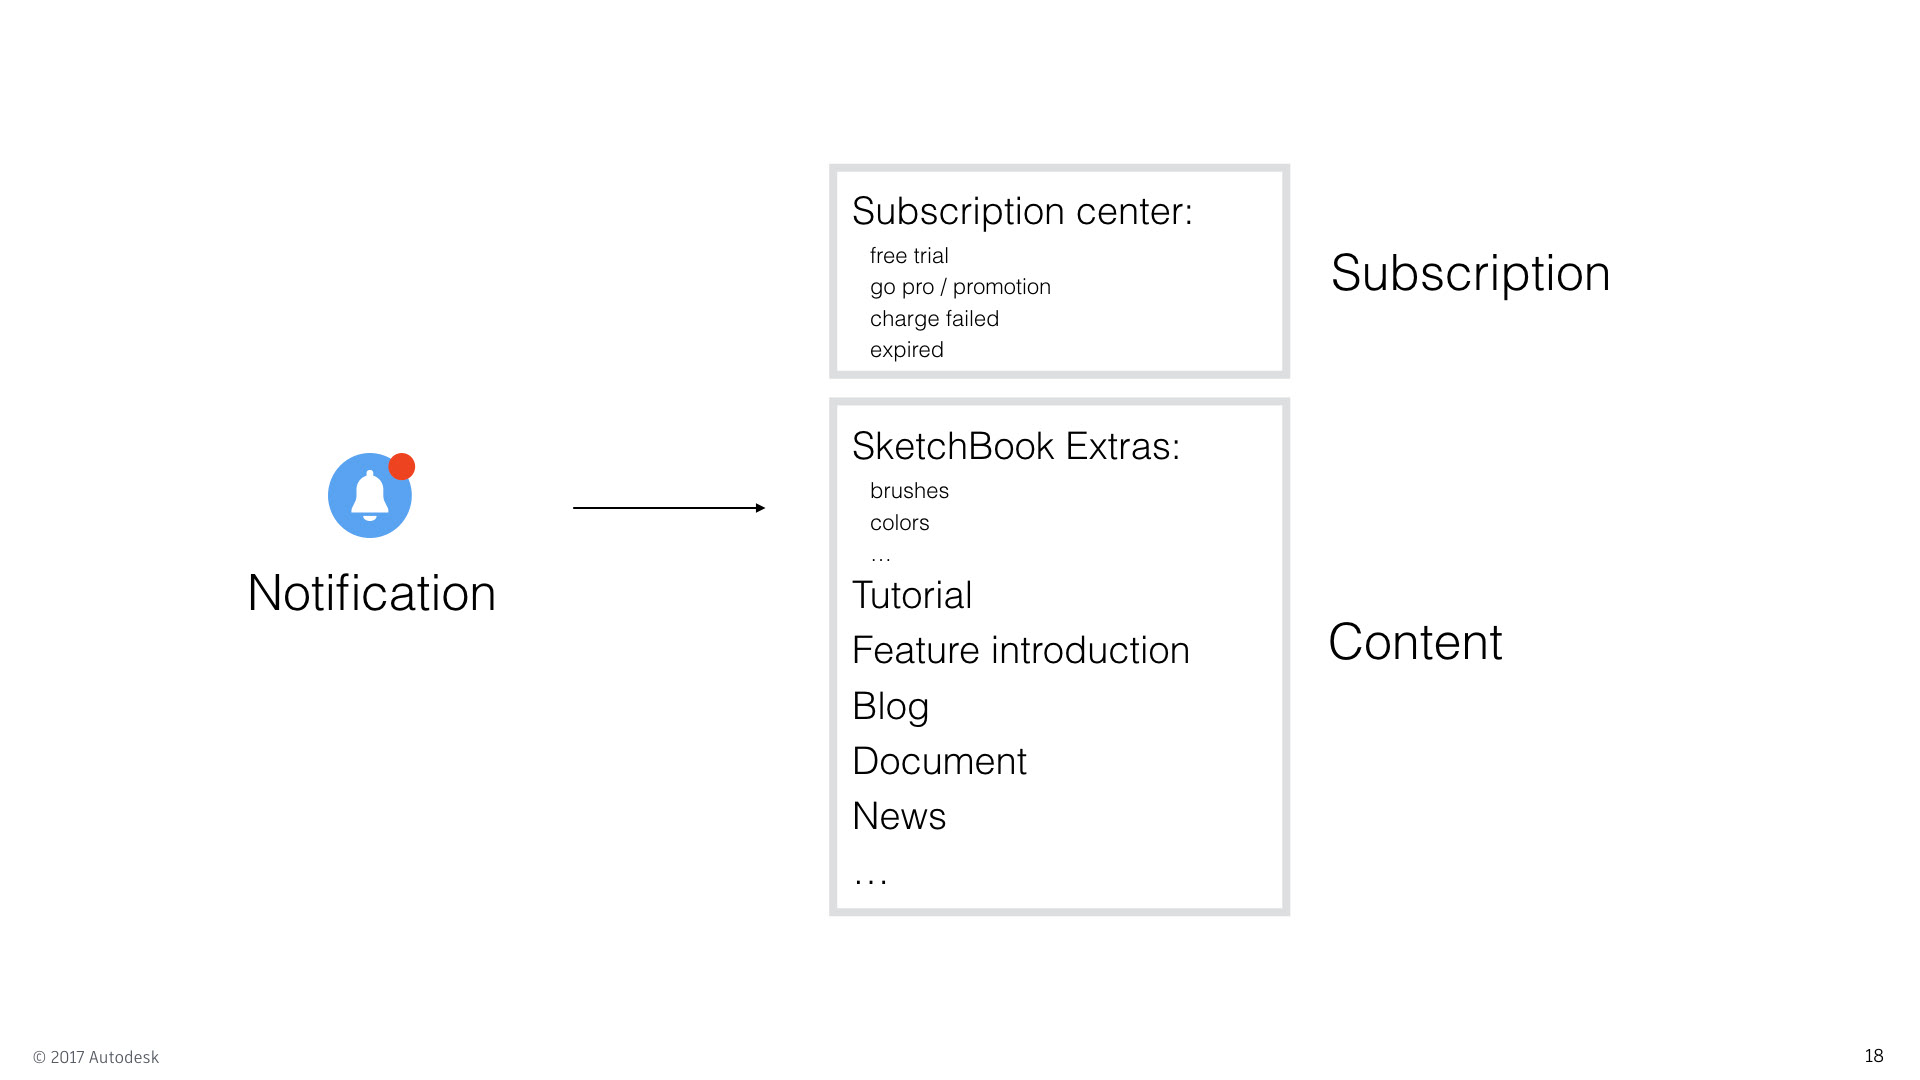 Subscription center:
free trial
go pro / promotion
charge failed
expired
Subscription
SketchBook Extras:
brushes
colors
…
Tutorial
Feature introduction
Blog
Document
News
…
Content
Notification
© 2017 Autodesk
18